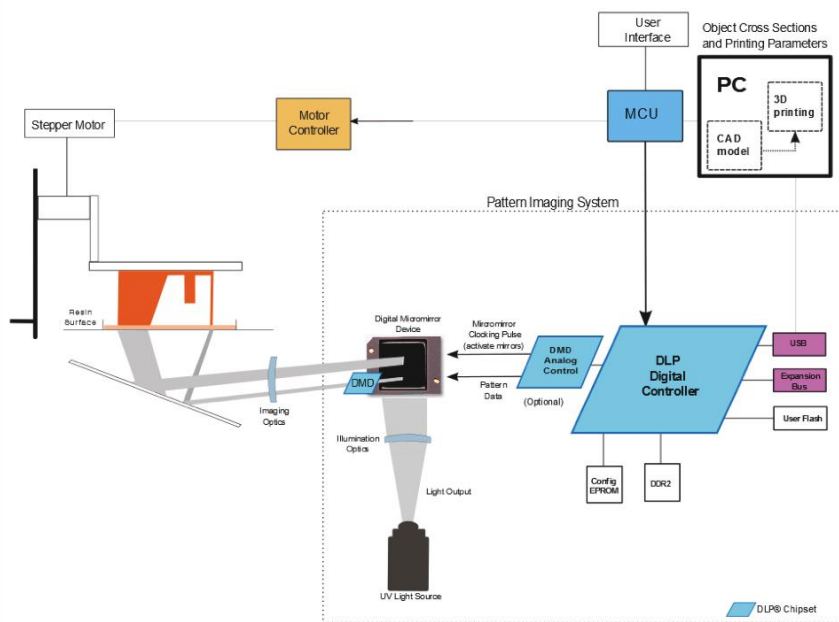 User
Interface
Object Cross Sections
and Printing Parameters
PC
3D
printing
CAD
model
MCU
Motor
Controller
Stepper Motor
Pattern Imaging System
Resin
Surface
Digital Micromirror
Device
Micromirror
Clocking Pulse
(activate mirrors)
DMD
Analog
Control
DLP
Digital
Controller
USB
Expansion
Bus
User Flash
DMD
Pattern
Data
(Optional)
Imaging
Optics
Illumination
Optics
Config
EPROM
DDR2
Light Output
UV Light Source
DLP® Chipset